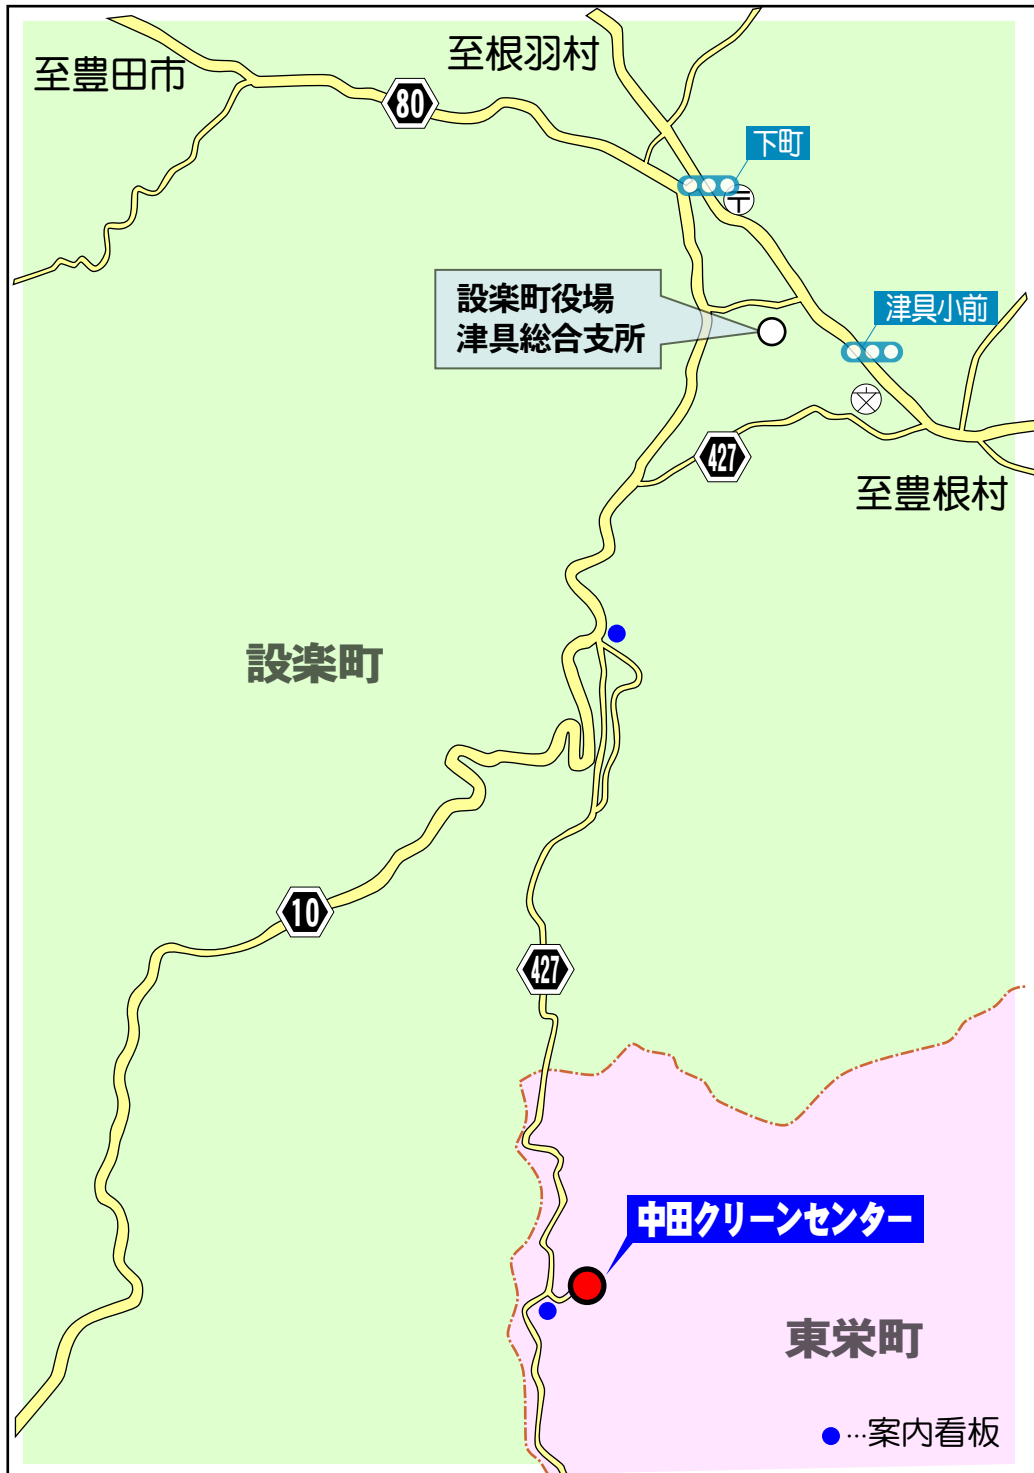 至豊田市
至根羽村
80
下町
〒
設楽町役場
津具総合支所
津具小前
文
427
至豊根村
設楽町
10
427
中田クリーンセンター
東栄町
…案内看板